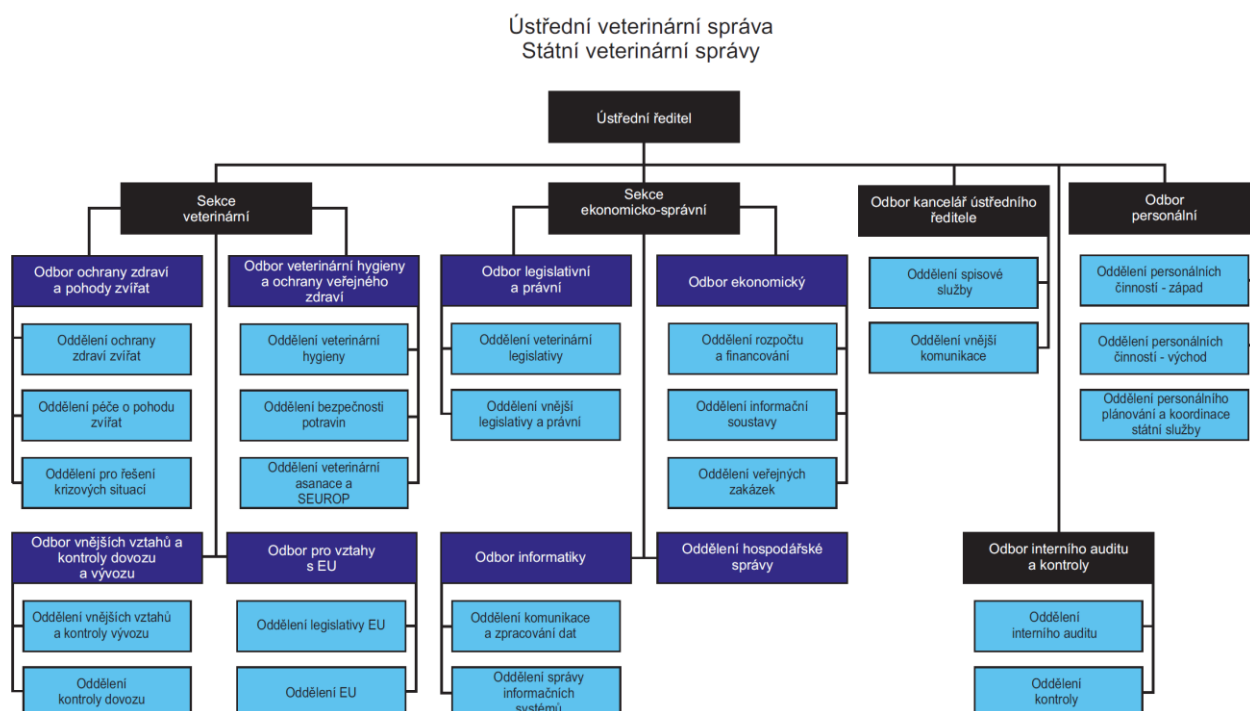 Ústřední veterinární správa
Státní veterinární správy
Ústřední ředitel
Sekce
veterinární
Sekce
ekonomicko-správní
Odbor kancelář ústředního
ředitele
Odbor
personální
Odbor ochrany zdraví
a pohody zvířat
Odbor veterinární hygieny
a ochrany veřejného
zdraví
Odbor legislativní
a právní
Odbor ekonomický
Oddělení spisové
služby
Oddělení personálních
činností - západ
Oddělení ochrany
zdraví zvířat
Oddělení veterinární
hygieny
Oddělení veterinární
legislativy
Oddělení rozpočtu
a financování
Oddělení vnější
komunikace
Oddělení personálních
činností - východ
Oddělení péče o pohodu
zvířat
Oddělení bezpečnosti
potravin
Oddělení vnější
legislativy a právní
Oddělení informační
soustavy
Oddělení personálního
plánování a koordinace
státní služby
Oddělení pro řešení
krizových situací
Oddělení veterinární
asanace a
SEUROP
Oddělení veřejných
zakázek
Odbor vnějších vztahů a
kontroly dovozu
a vývozu
Odbor pro vztahy
s EU
Odbor informatiky
Oddělení hospodářské
správy
Odbor interního auditu
a kontroly
Oddělení vnějších vztahů
a kontroly vývozu
Oddělení legislativy EU
Oddělení komunikace
a zpracování dat
Oddělení
interního auditu
Oddělení
kontroly dovozu
Oddělení EU
Oddělení správy
informačních
systémů
Oddělení
kontroly